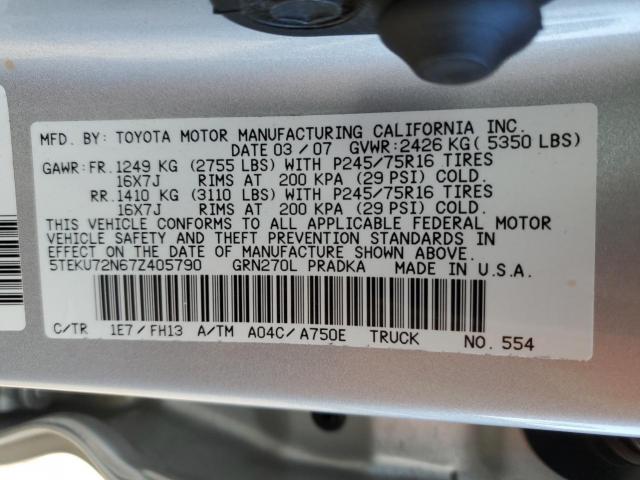 MFD. BY: TOYOTA MOTOR MANUFACTURING CALIFORNIA INC.
DATE 03 / 07 GVWR: 2426 KG( 5350 LBS)
GAWR: FR. 1249 KG (2755 LBS) WITH P245/75R16 TIRES
16X7J RIMS AT 200 KPA (29 PSI) COLD.
RR. 1410 KG (3110 LBS) WITH P245/75R16 TIRES
16X7J RIMS AT 200 KPA (29 PSI) COLD.
THIS VEHICLE CONFORMS TO ALL APPLICABLE FEDERAL MOTOR
VEHICLE SAFETY AND THEFT PREVENTION STANDARDS IN
EFFECT ON THE DATE OF MANUFACTURE SHOWN ABOVE.
5TEKU72N67Z405790 GRN270L PRADKA MADE IN U.S.A.
C/TR 1E7 / FH13 A/TM A04C / A750E TRUCK NO. 554